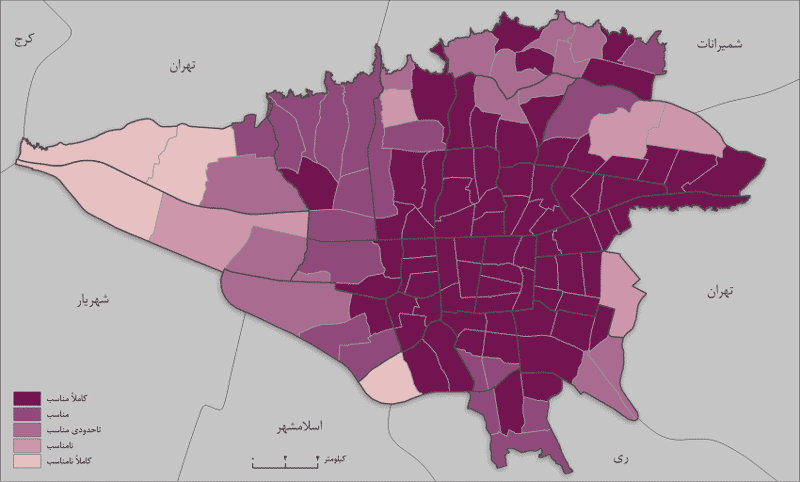 شمیرانات
کرج
تهران
تهران
شهریار
کاملاً مناسب
مناسب
تاحدودی مناسب
نامناسب
کاملاً نامناسب
اسلامشهر
ری
۰ ۲ ۴ کیلومتر